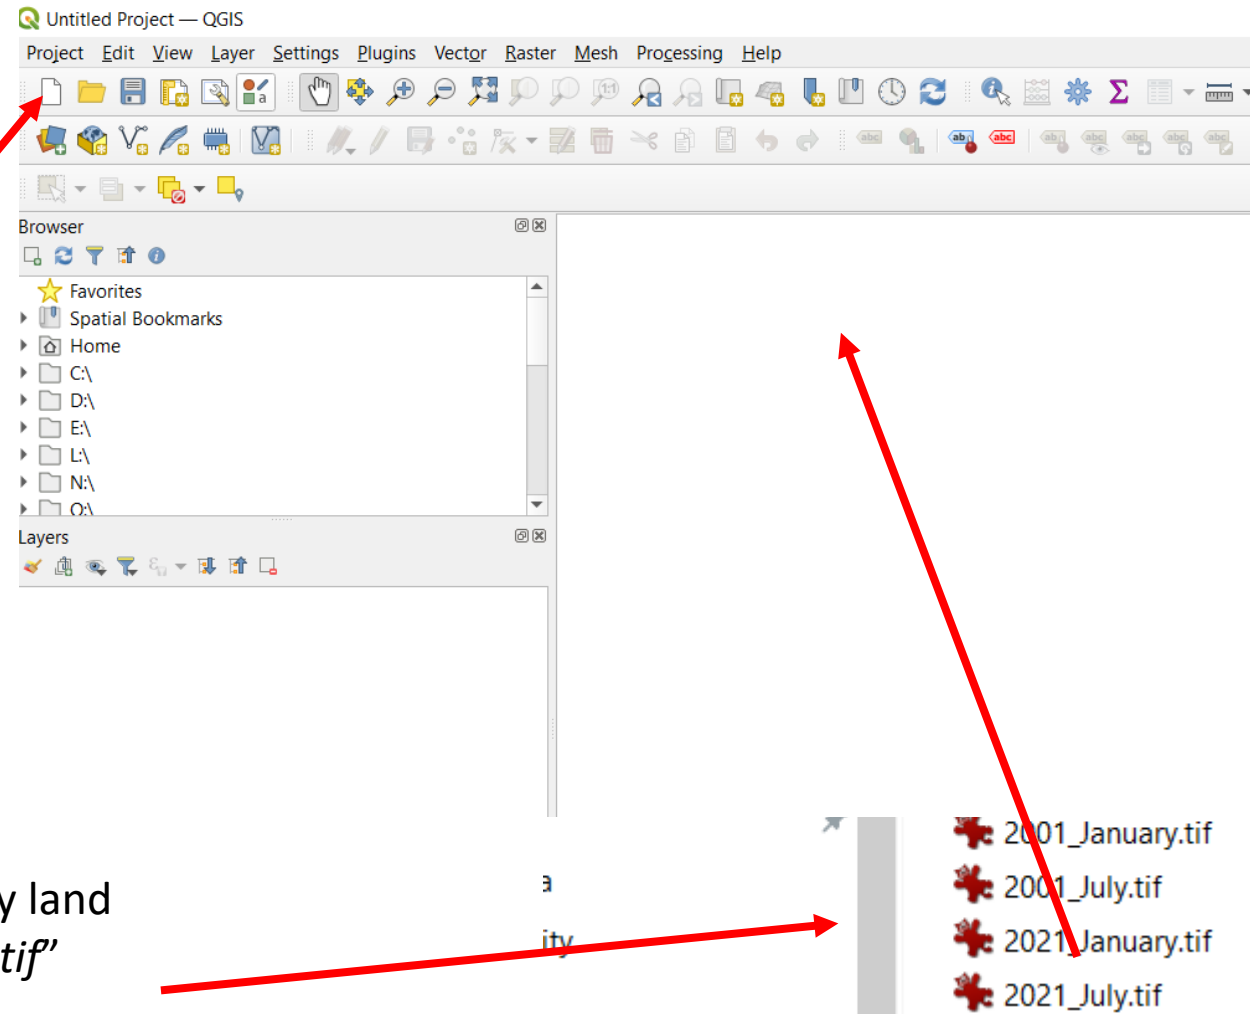 Untitled Project — QGIS
Project Edit View Layer Settings Plugins Vector Raster Mesh Processing Help
Browser
Favorites
Spatial Bookmarks
Home
C:\
D:\
E:\
L:\
N:\
Layers
2001_January.tif
a
2001_July.tif
y land
ity
2021_January.tif
tif”
2021_July.tif